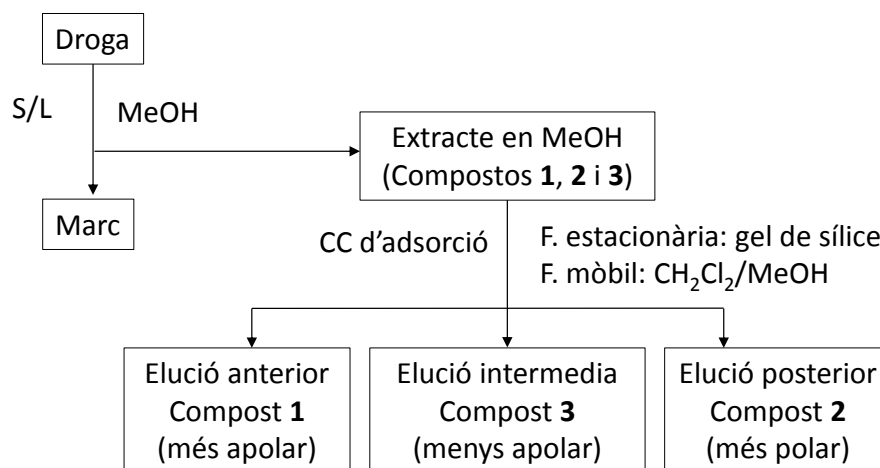 Droga
S/L
MeOH
Extracte en MeOH
(Compostos 1, 2 i 3)
Marc
CC d'adsorció
F. estacionària: gel de sílice
F. mòbil: CH₂Cl₂/MeOH
Elució anterior
Compost 1
(més apolar)
Elució intermedia
Compost 3
(menys apolar)
Elució posterior
Compost 2
(més polar)